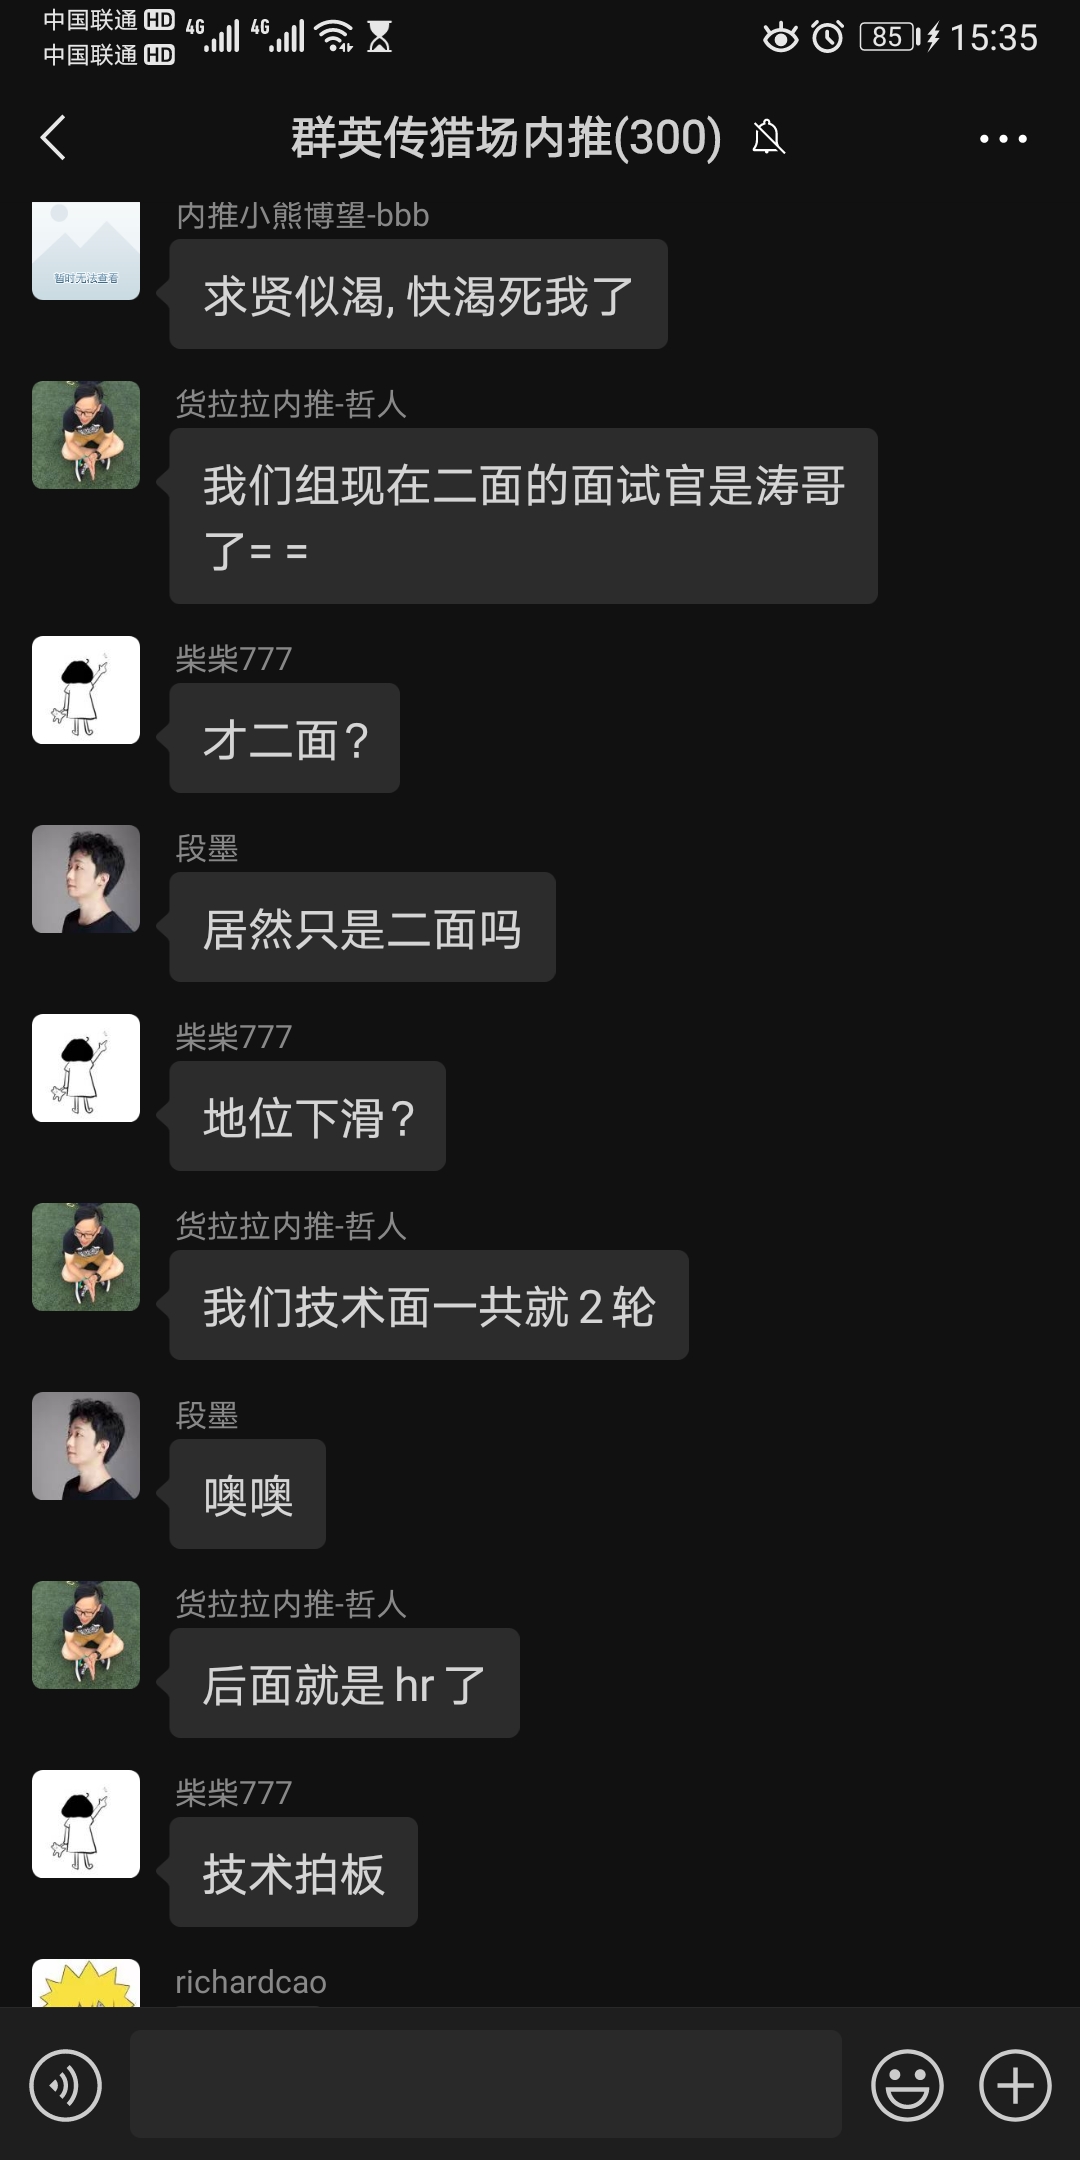 中国联通 HD 4G 4G 85 15:35
中国联通 HD
群英传猎场内推(300)
内推小熊博望-bbb
暂时无法查看
求贤似渴, 快渴死我了
货拉拉内推-哲人
我们组现在二面的面试官是涛哥
了= =
柴柴777
才二面?
段墨
居然只是二面吗
柴柴777
地位下滑?
货拉拉内推-哲人
我们技术面一共就2轮
段墨
噢噢
货拉拉内推-哲人
后面就是hr了
柴柴777
技术拍板
richardcao